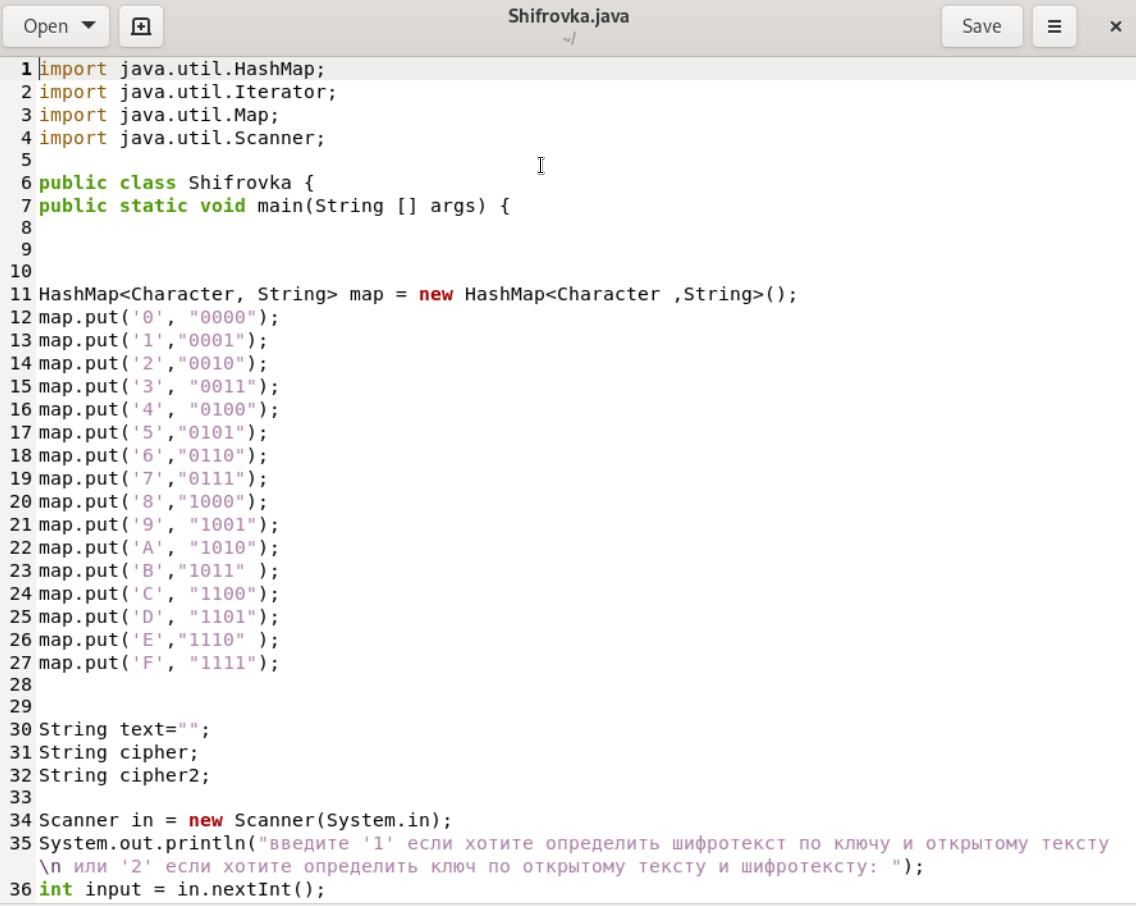 Open
Shifrovka.java
~/
Save
1 import java.util.HashMap;
2 import java.util.Iterator;
3 import java.util.Map;
4 import java.util.Scanner;
5
6 public class Shifrovka {
7 public static void main(String [] args) {
8
9
10
11 HashMap<Character, String> map = new HashMap<Character ,String>();
12 map.put('0', "0000");
13 map.put('1',"0001");
14 map.put('2',"0010");
15 map.put('3', "0011");
16 map.put('4', "0100");
17 map.put('5',"0101");
18 map.put('6',"0110");
19 map.put('7',"0111");
20 map.put('8',"1000");
21 map.put('9', "1001");
22 map.put('A', "1010");
23 map.put('B',"1011" );
24 map.put('C', "1100");
25 map.put('D', "1101");
26 map.put('E',"1110" );
27 map.put('F', "1111");
28
29
30 String text="";
31 String cipher;
32 String cipher2;
33
34 Scanner in = new Scanner(System.in);
35 System.out.println("введите '1' если хотите определить шифротекст по ключу и открытому тексту
\n или '2' если хотите определить ключ по открытому тексту и шифротексту: ");
36 int input = in.nextInt();